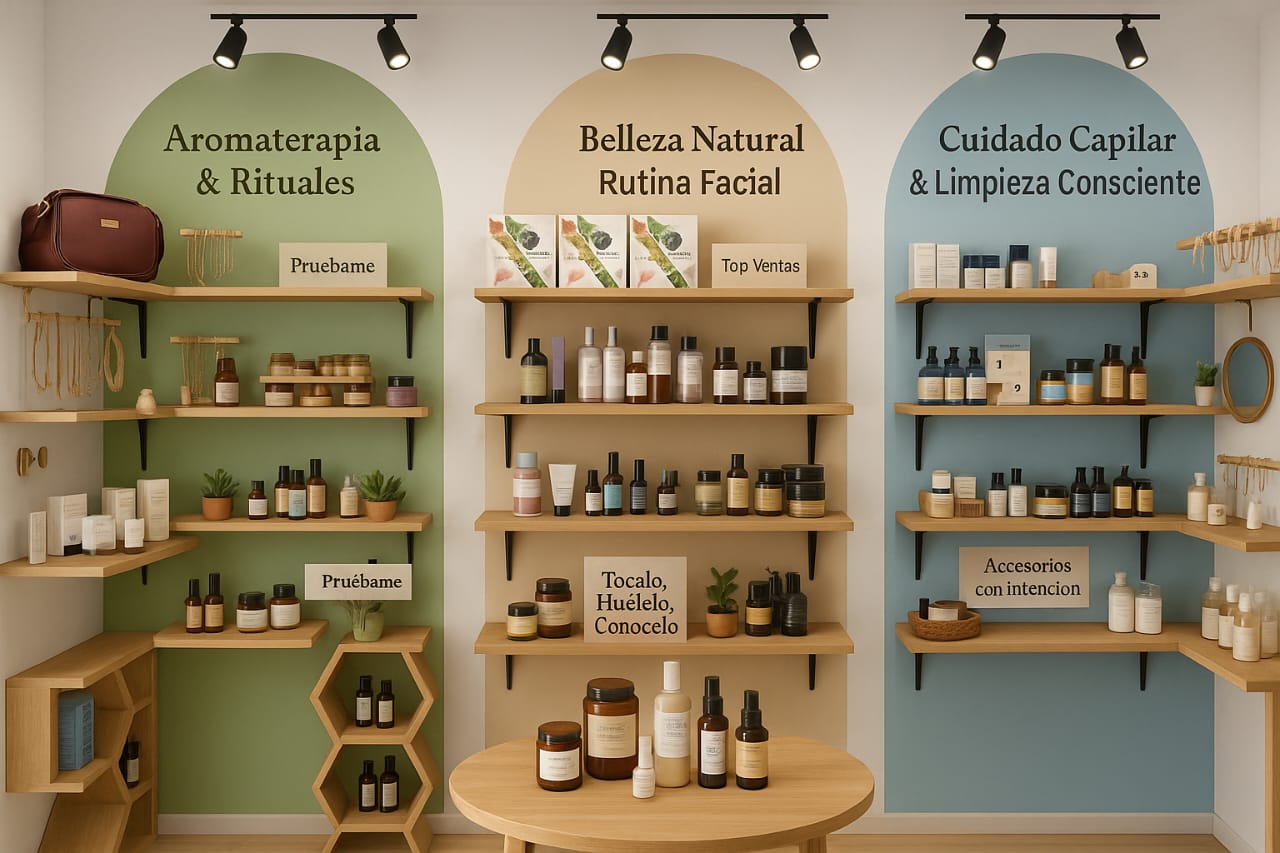 Aromaterapia
& Rituales
Belleza Natural
Rutina Facial
Cuidado Capilar
& Limpieza Consciente
Pruebame
Top Ventas
Pruébame
Tocalo,
Huélelo,
Conocelo
Accesorios
con intencion